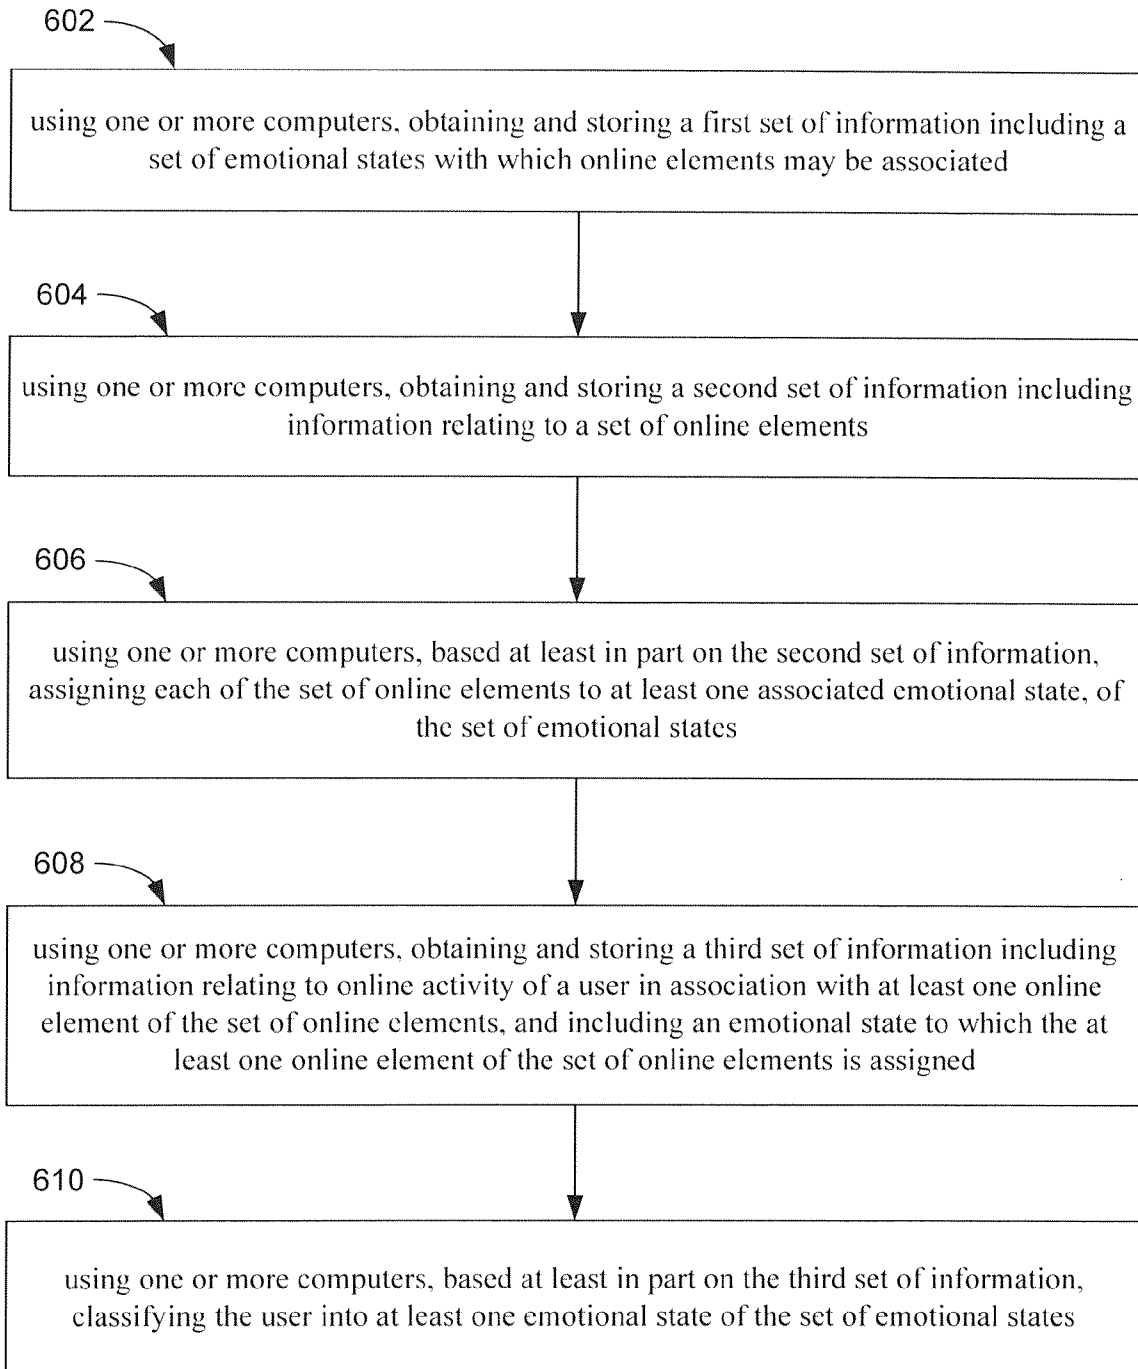 602
using one or more computers, obtaining and storing a first set of information including a
set of emotional states with which online elements may be associated
604
using one or more computers, obtaining and storing a second set of information including
information relating to a set of online elements
606
using one or more computers, based at least in part on the second set of information,
assigning each of the set of online elements to at least one associated emotional state, of
the set of emotional states
608
using one or more computers, obtaining and storing a third set of information including
information relating to online activity of a user in association with at least one online
element of the set of online elements, and including an emotional state to which the at
least one online element of the set of online elements is assigned
610
using one or more computers, based at least in part on the third set of information,
classifying the user into at least one emotional state of the set of emotional states